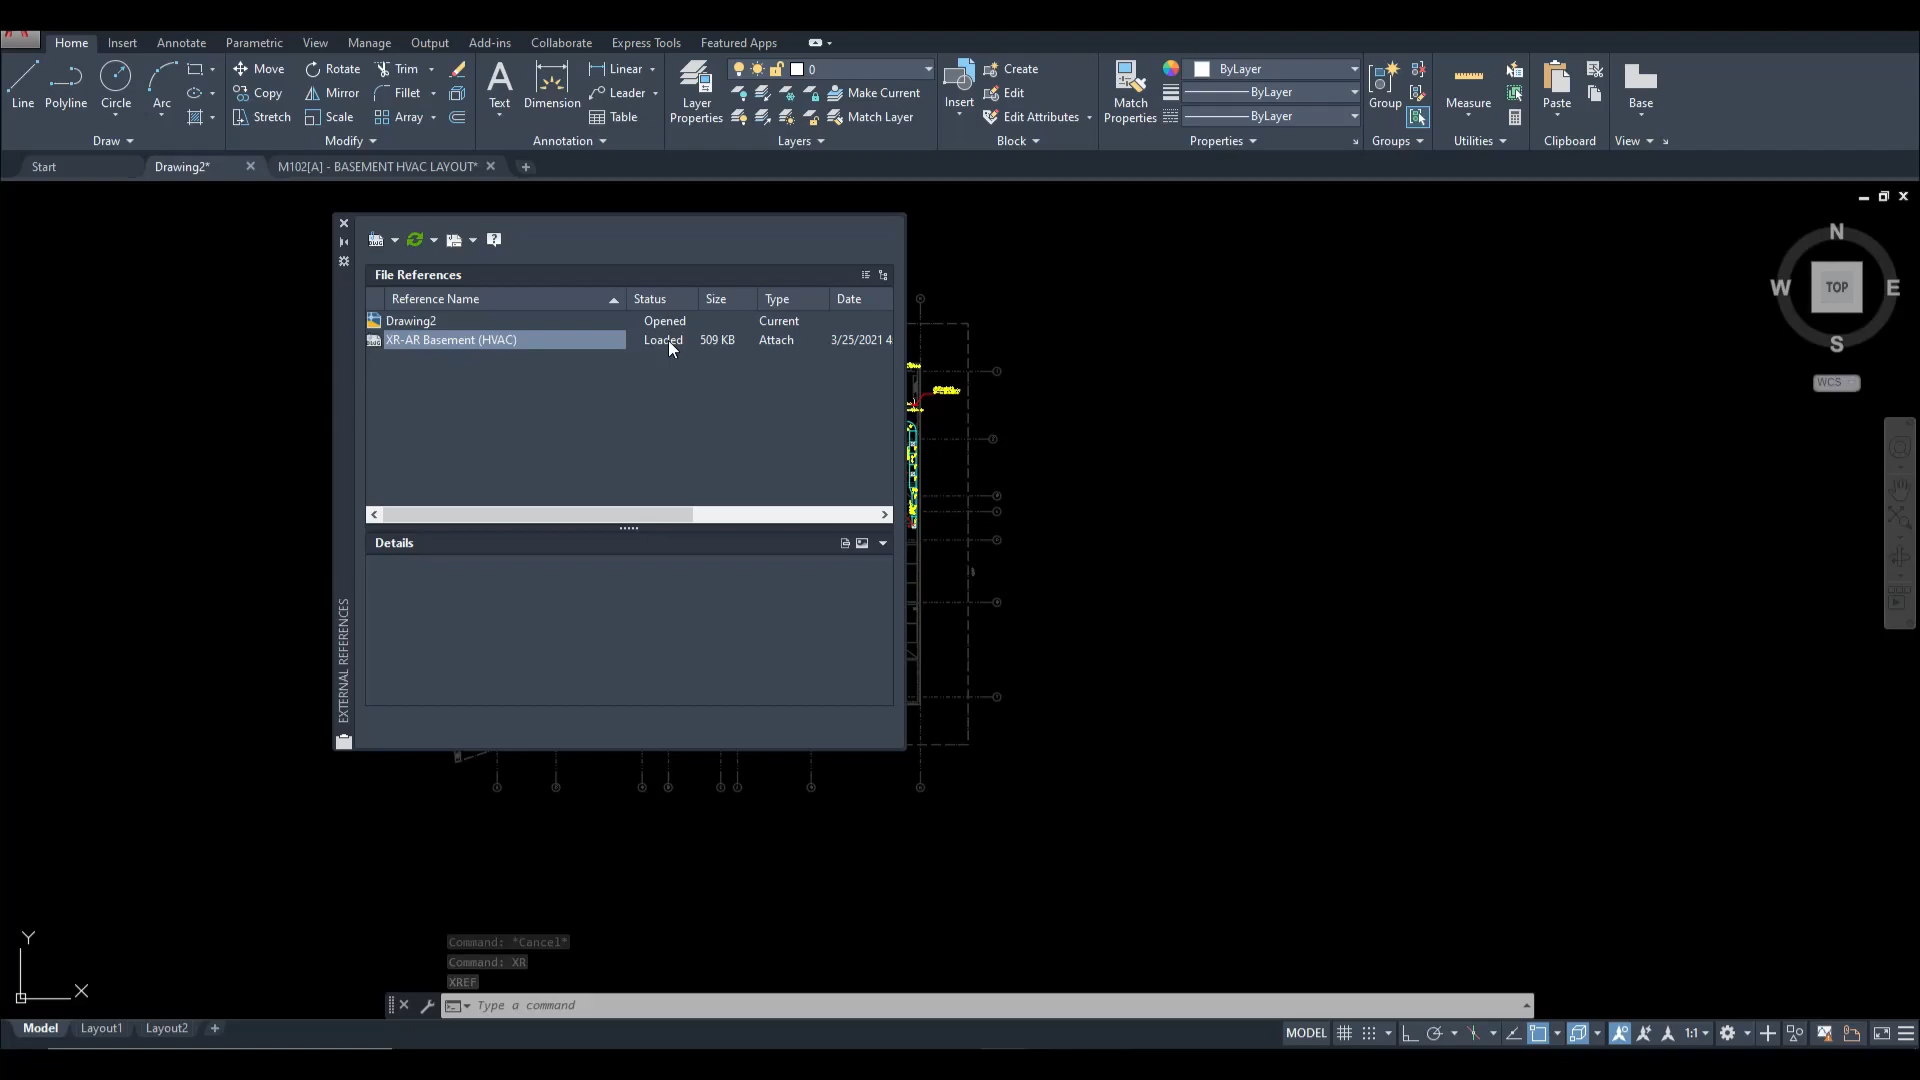 Home Insert Annotate Parametric View Manage Output Add-ins Collaborate Express Tools Featured Apps
Line Polyline Circle Arc
Move Rotate Trim
Copy Mirror Fillet
Stretch Scale Array
Text Dimension
Linear
Leader
Table
Layer Properties
0
Make Current
Match Layer
Insert
Create
Edit
Edit Attributes
Match Properties
ByLayer
ByLayer
ByLayer
Group
Measure
Paste
Base
Draw Modify Annotation Layers Block Properties Groups Utilities Clipboard View
Start Drawing2* M102[A] - BASEMENT HVAC LAYOUT*
N
W TOP E
S
WCS
File References
Reference Name Status Size Type Date
Drawing2 Opened Current
XR-AR Basement (HVAC) Loaded 509 KB Attach 3/25/2021 4
Details
EXTERNAL REFERENCES
Y
X
Command: *Cancel*
Command: XR
XREF
Type a command
Model Layout1 Layout2
MODEL 1:1